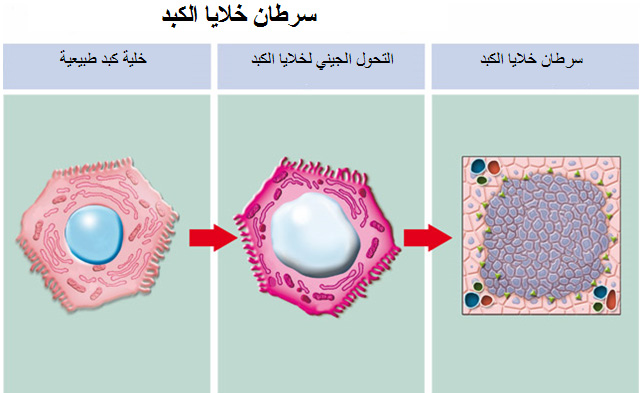 سرطان خلايا الكبد
سرطان خلايا الكبد
التحول الجيني لخلايا الكبد
خلية كبد طبيعية